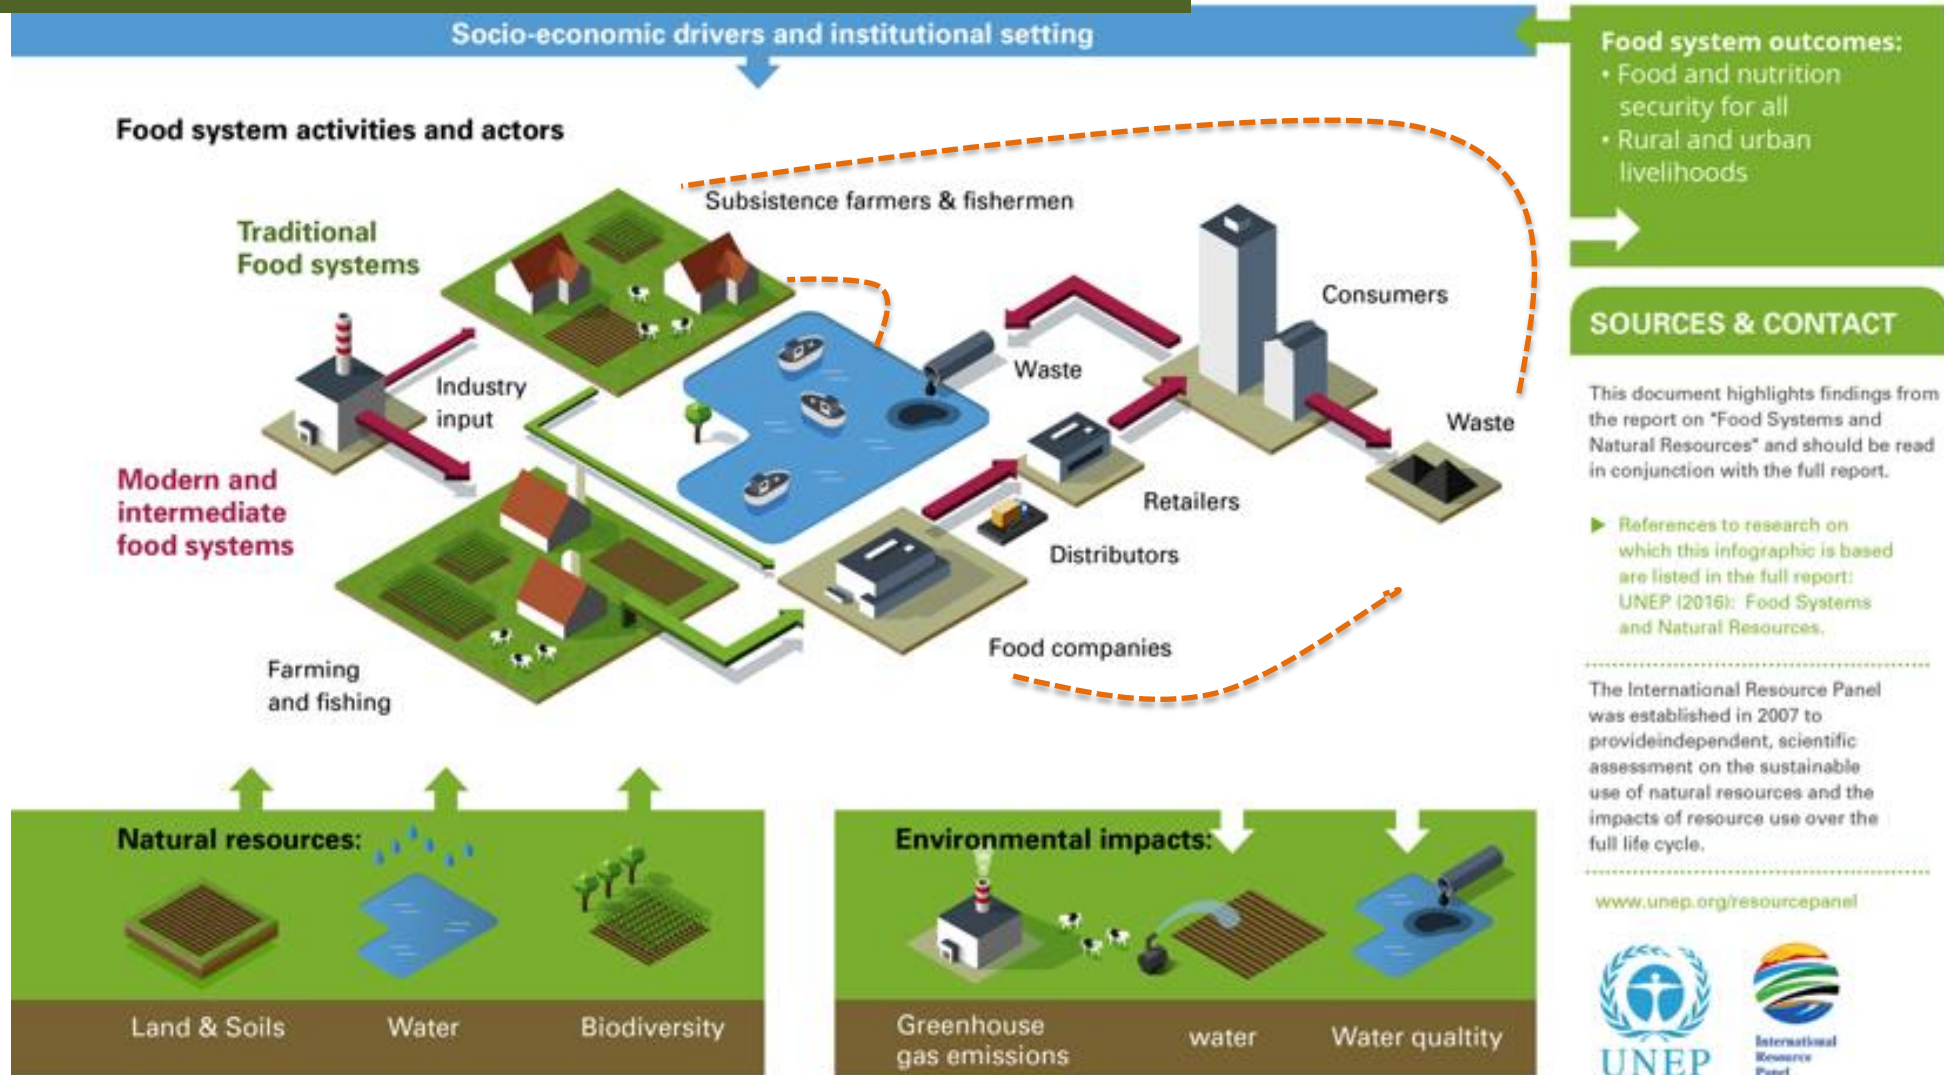 Socio-economic drivers and institutional setting
Food system activities and actors
Traditional
Food systems
Subsistence farmers & fishermen
Industry
input
Modern and
intermediate
food systems
Farming
and fishing
Waste
Consumers
Waste
Retailers
Distributors
Food companies
Natural resources:
Land & Soils
Water
Biodiversity
Environmental impacts:
Greenhouse
gas emissions
water
Water qualtity
Food system outcomes:
• Food and nutrition
security for all
• Rural and urban
livelihoods
SOURCES & CONTACT
This document highlights findings from
the report on "Food Systems and
Natural Resources" and should be read
in conjunction with the full report.
References to research on
which this infographic is based
are listed in the full report:
UNEP (2016): Food Systems
and Natural Resources.
The International Resource Panel
was established in 2007 to
provideindependent, scientific
assessment on the sustainable
use of natural resources and the
impacts of resource use over the
full life cycle.
www.unep.org/resourcepanel
UNEP
International
Resource
Panel